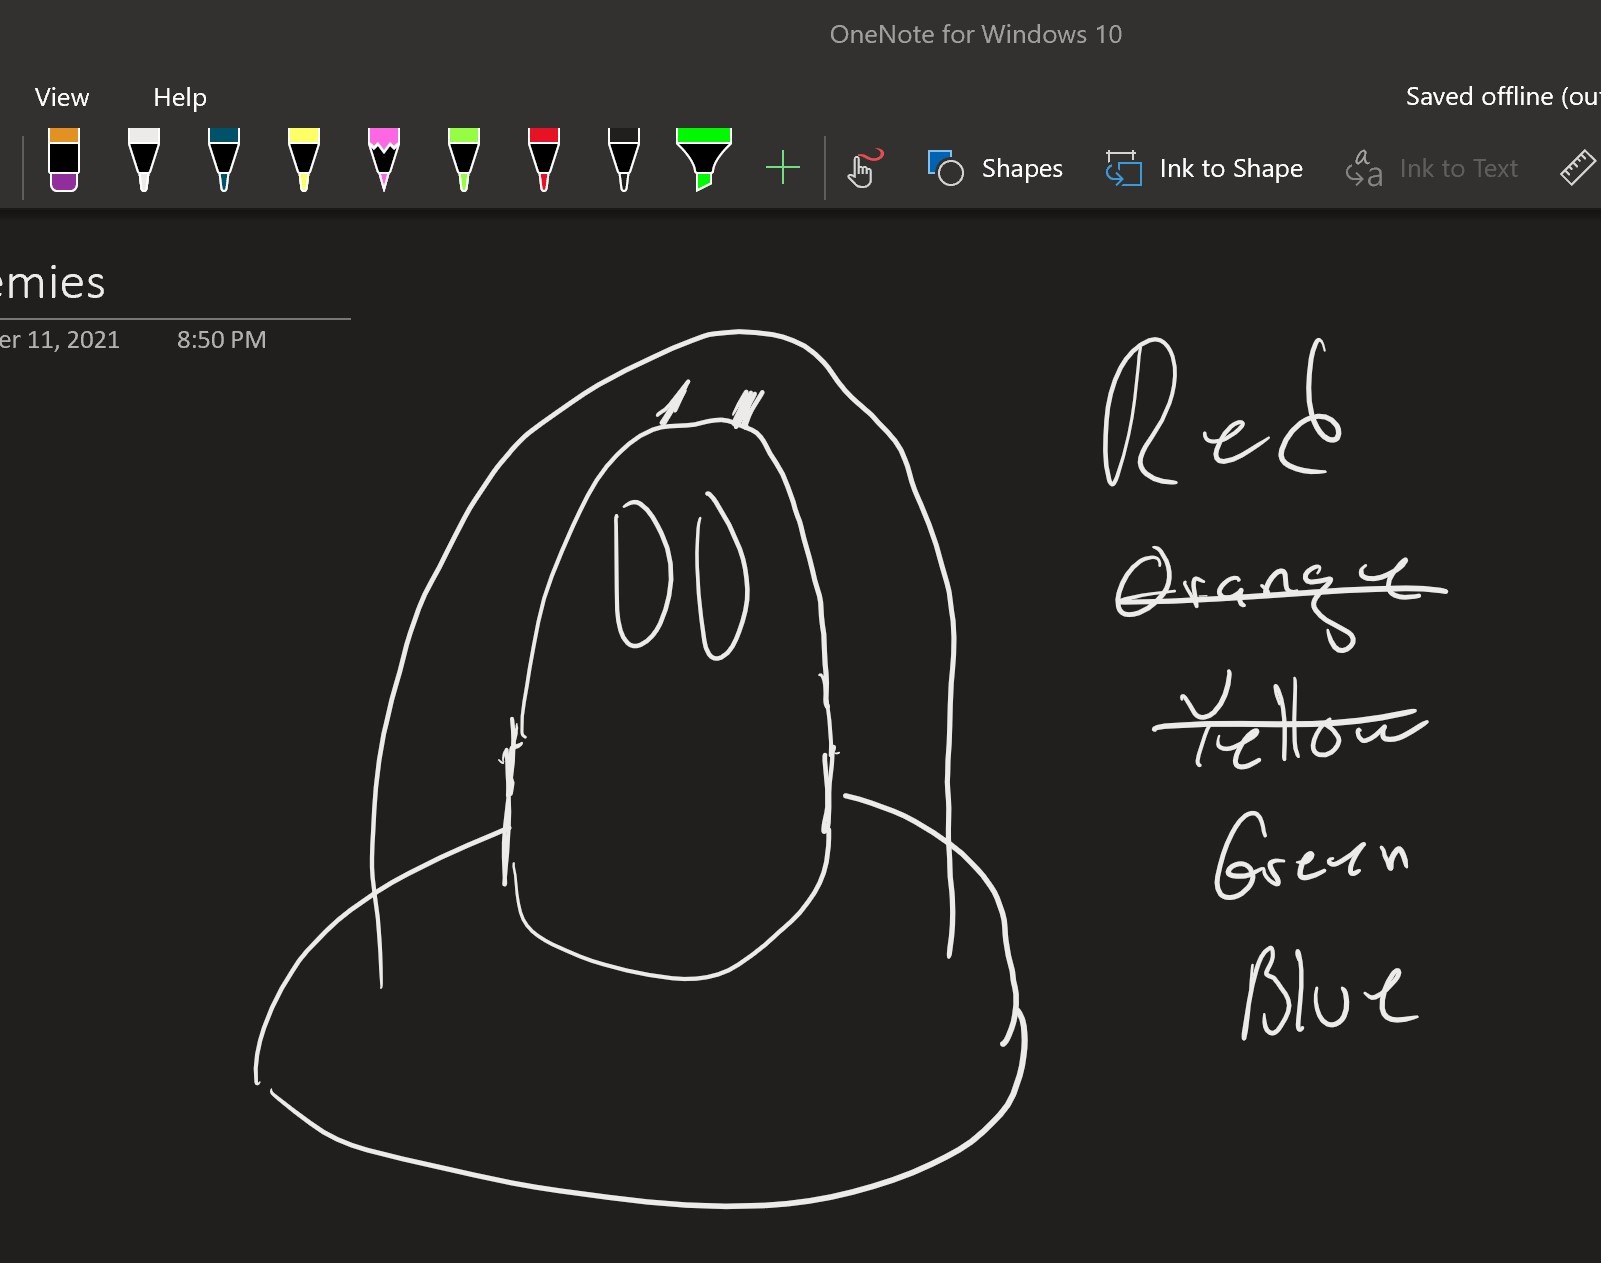 OneNote for Windows 10
View Help Saved offline (ou
Shapes Ink to Shape Ink to Text
emies
er 11, 2021 8:50 PM
Red
Orange
Yellow
Green
Blue